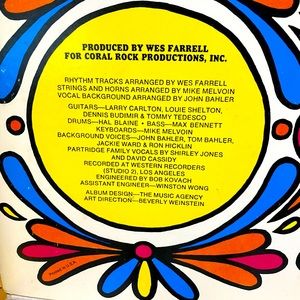 PRODUCED BY WES FARRELL
FOR CORAL ROCK PRODUCTIONS, INC.
RHYTHM TRACKS ARRANGED BY WES FARRELL
STRINGS AND HORNS ARRANGED BY MIKE MELVOIN
VOCAL BACKGROUND ARRANGED BY JOHN BAHLER
GUITARS—LARRY CARLTON, LOUIE SHELTON,
DENNIS BUDIMIR & TOMMY TEDESCO
DRUMS—HAL BLAINE • BASS—MAX BENNETT
KEYBOARDS—MIKE MELVOIN
BACKGROUND VOICES—JOHN BAHLER, TOM BAHLER,
JACKIE WARD & RON HICKLIN
PARTRIDGE FAMILY VOCALS BY SHIRLEY JONES
AND DAVID CASSIDY
RECORDED AT WESTERN RECORDERS
(STUDIO 2), LOS ANGELES
ENGINEERED BY BOB KOVACH
ASSISTANT ENGINEER—WINSTON WONG
ALBUM DESIGN—THE MUSIC AGENCY
ART DIRECTION—BEVERLY WEINSTEIN
Printed in U.S.A.